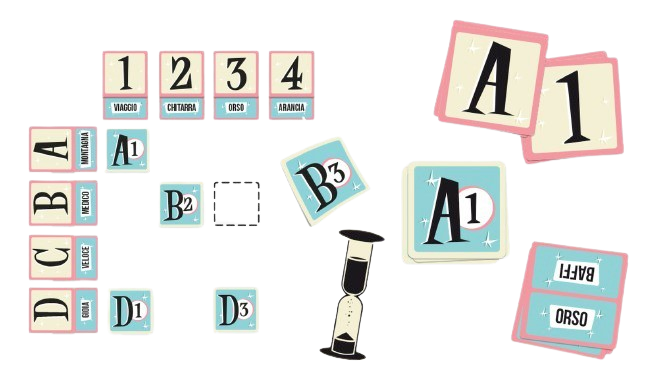 1
2
3
4
VIAGGIO
CHITARRA
ORSO
ARANCIA
A
MONTAGNA
A1
B
MEDICO
B2
C
VELOCE
D
GIOIA
D1
D3
B3
A
1
A1
BAFFI
ORSO